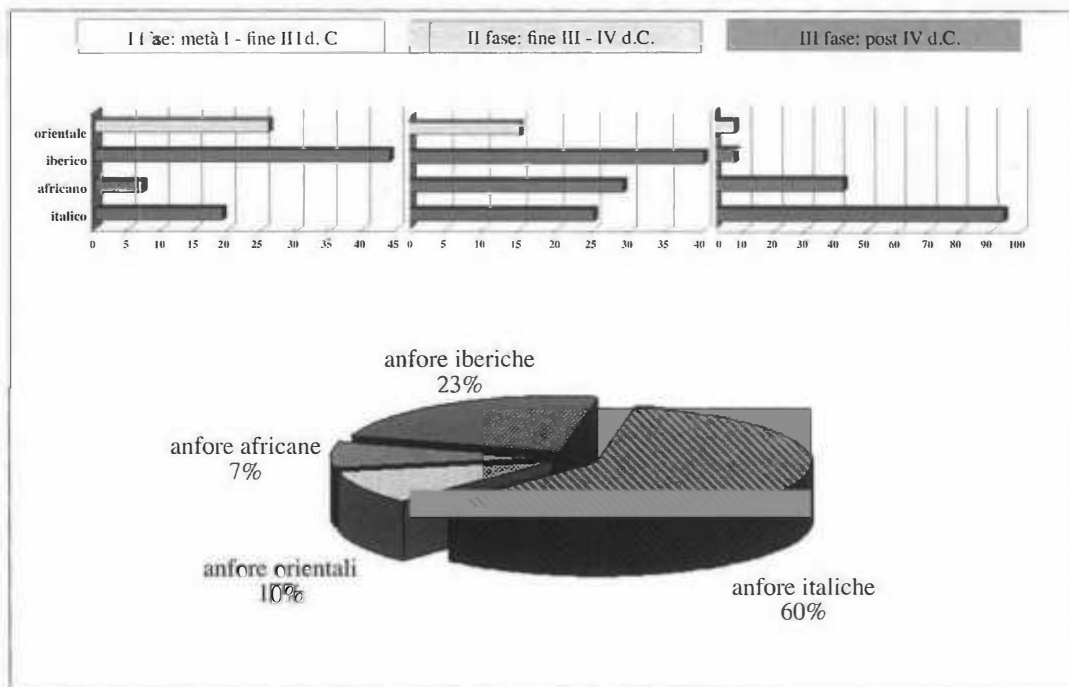 I fase: metà I - fine II d. C
II fase: fine III - IV d.C.
III fase: post IV d.C.
orientale
iberico
africano
italico
0 5 10 15 20 25 30 35 40 45
0 5 10 15 20 25 30 35 40
0 10 20 30 40 50 60 70 80 90 100
anfore iberiche
23%
anfore africane
7%
anfore orientali
10%
anfore italiche
60%